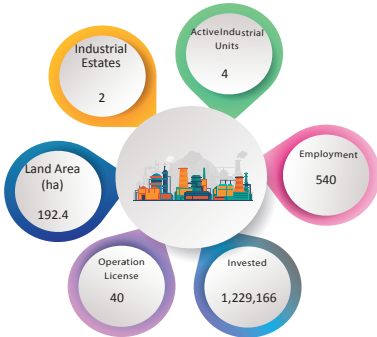 Industrial
Estates
2
ActiveIndustrial
Units
4
Land Area
(ha)
192.4
Employment
540
Operation
License
40
Invested
1,229,166